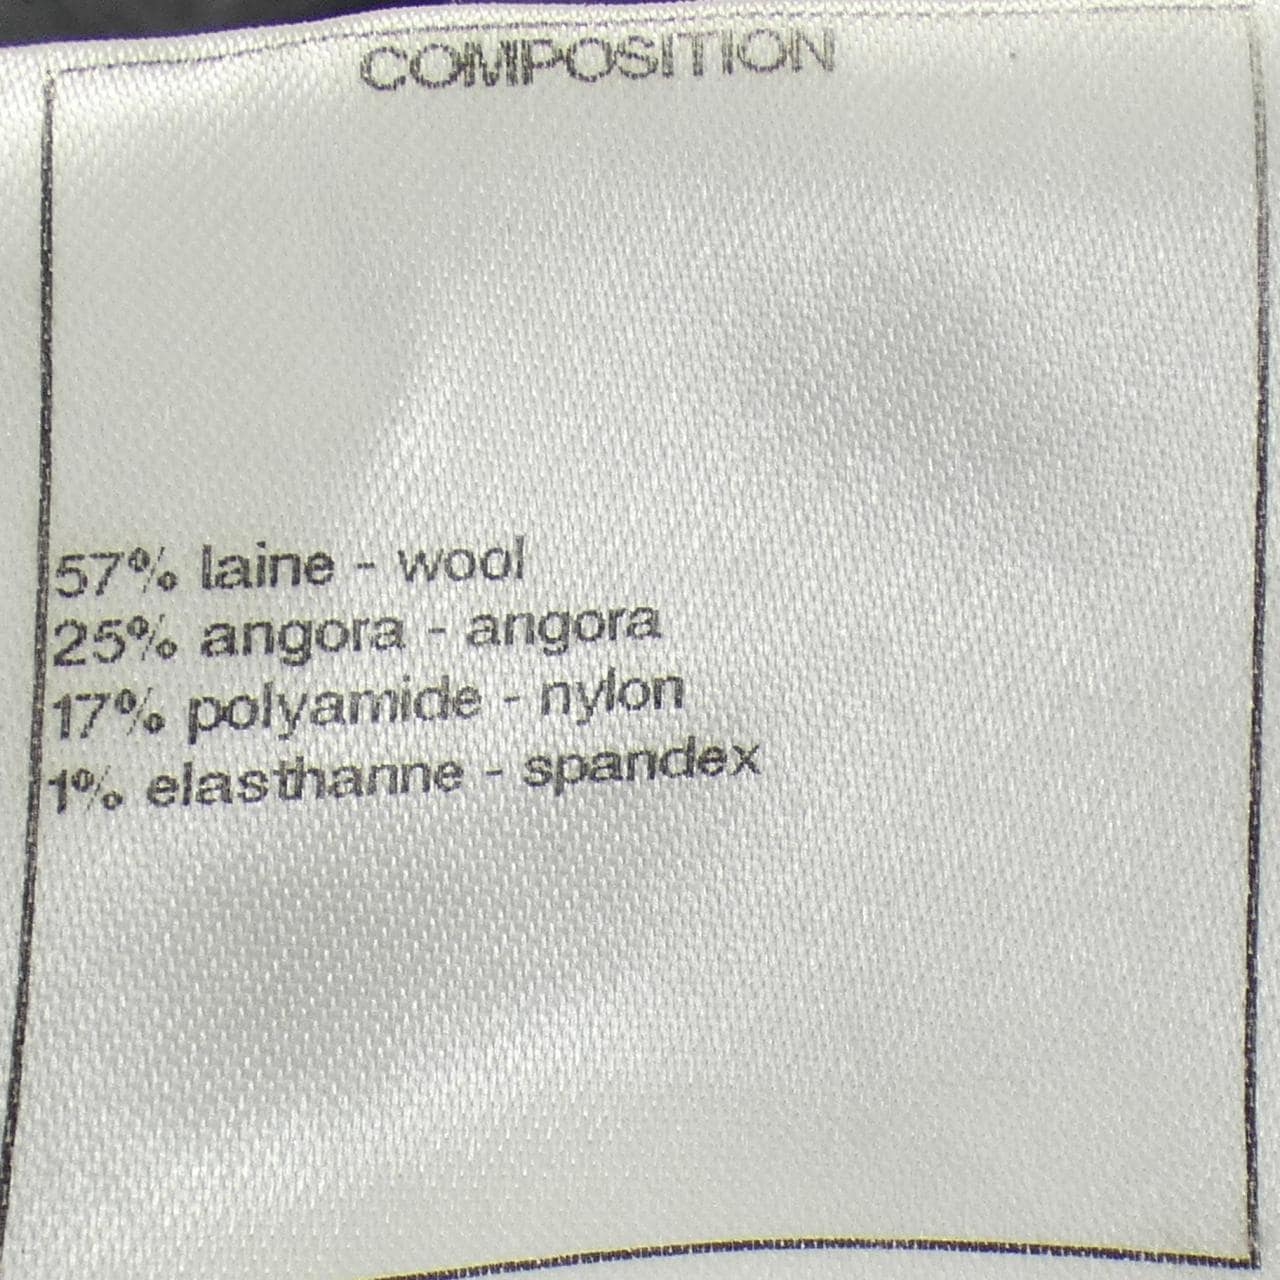 COMPOSITION
57% laine - wool
25% angora - angora
17% polyamide - nylon
1% elasthanne - spandex